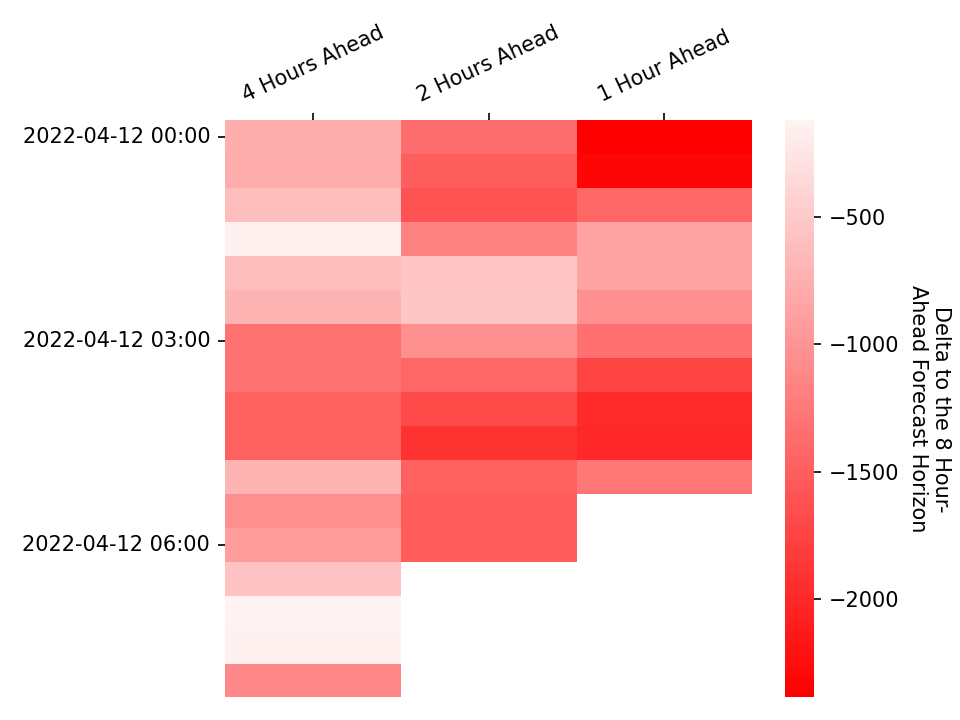 4 Hours Ahead
2 Hours Ahead
1 Hour Ahead
2022-04-12 00:00
2022-04-12 03:00
2022-04-12 06:00
−500
−1000
−1500
−2000
Delta to the 8 Hour-
Ahead Forecast Horizon